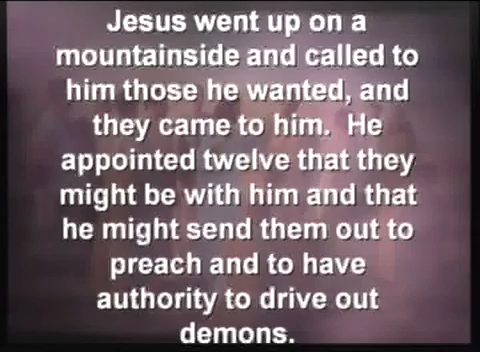 Jesus went up on a
mountainside and called to
him those he wanted, and
they came to him.  He
appointed twelve that they
might be with him and that
he might send them out to
preach and to have
authority to drive out
demons.